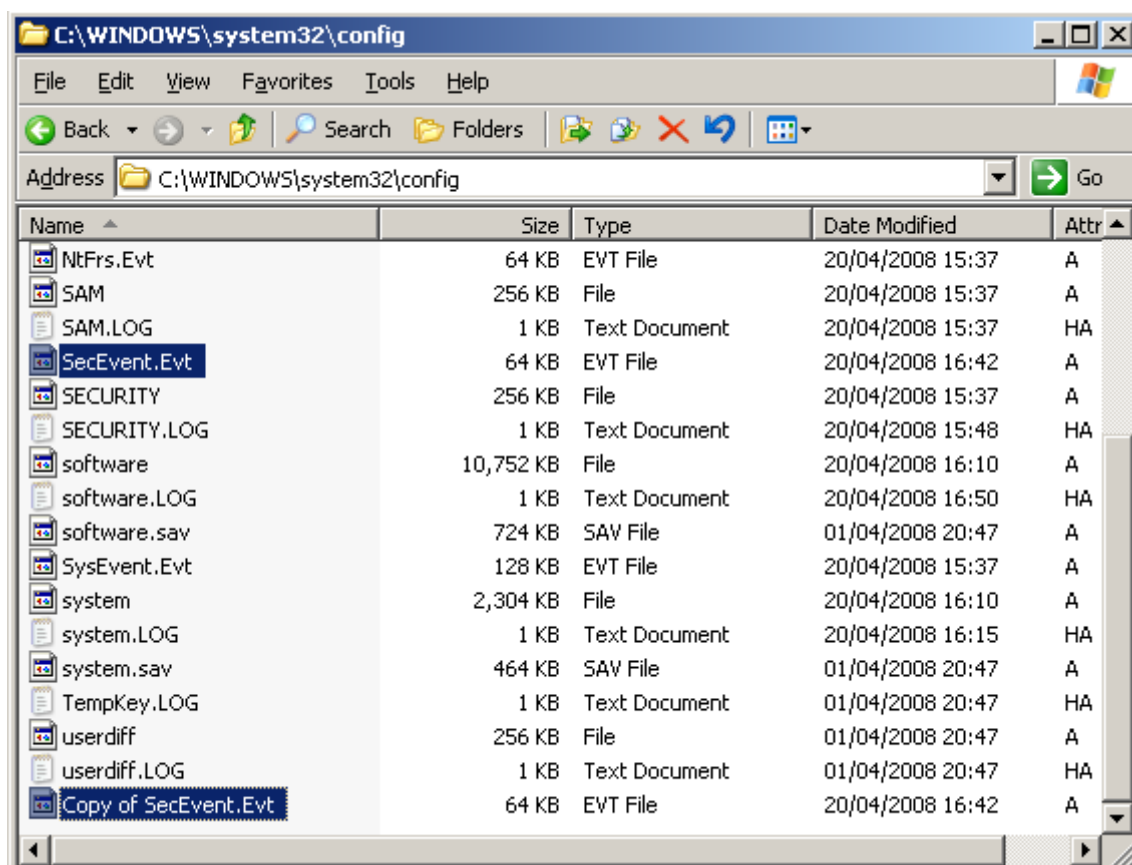 C:\WINDOWS\system32\config
File Edit View Favorites Tools Help
Back Search Folders
Address C:\WINDOWS\system32\config Go
Name Size Type Date Modified Attr
NtFrs.Evt 64 KB EVT File 20/04/2008 15:37 A
SAM 256 KB File 20/04/2008 15:37 A
SAM.LOG 1 KB Text Document 20/04/2008 15:37 HA
SecEvent.Evt 64 KB EVT File 20/04/2008 16:42 A
SECURITY 256 KB File 20/04/2008 15:37 A
SECURITY.LOG 1 KB Text Document 20/04/2008 15:48 HA
software 10,752 KB File 20/04/2008 16:10 A
software.LOG 1 KB Text Document 20/04/2008 16:50 HA
software.sav 724 KB SAV File 01/04/2008 20:47 A
SysEvent.Evt 128 KB EVT File 20/04/2008 15:37 A
system 2,304 KB File 20/04/2008 16:10 A
system.LOG 1 KB Text Document 20/04/2008 16:15 HA
system.sav 464 KB SAV File 01/04/2008 20:47 A
TempKey.LOG 1 KB Text Document 01/04/2008 20:47 HA
userdiff 256 KB File 01/04/2008 20:47 A
userdiff.LOG 1 KB Text Document 01/04/2008 20:47 HA
Copy of SecEvent.Evt 64 KB EVT File 20/04/2008 16:42 A